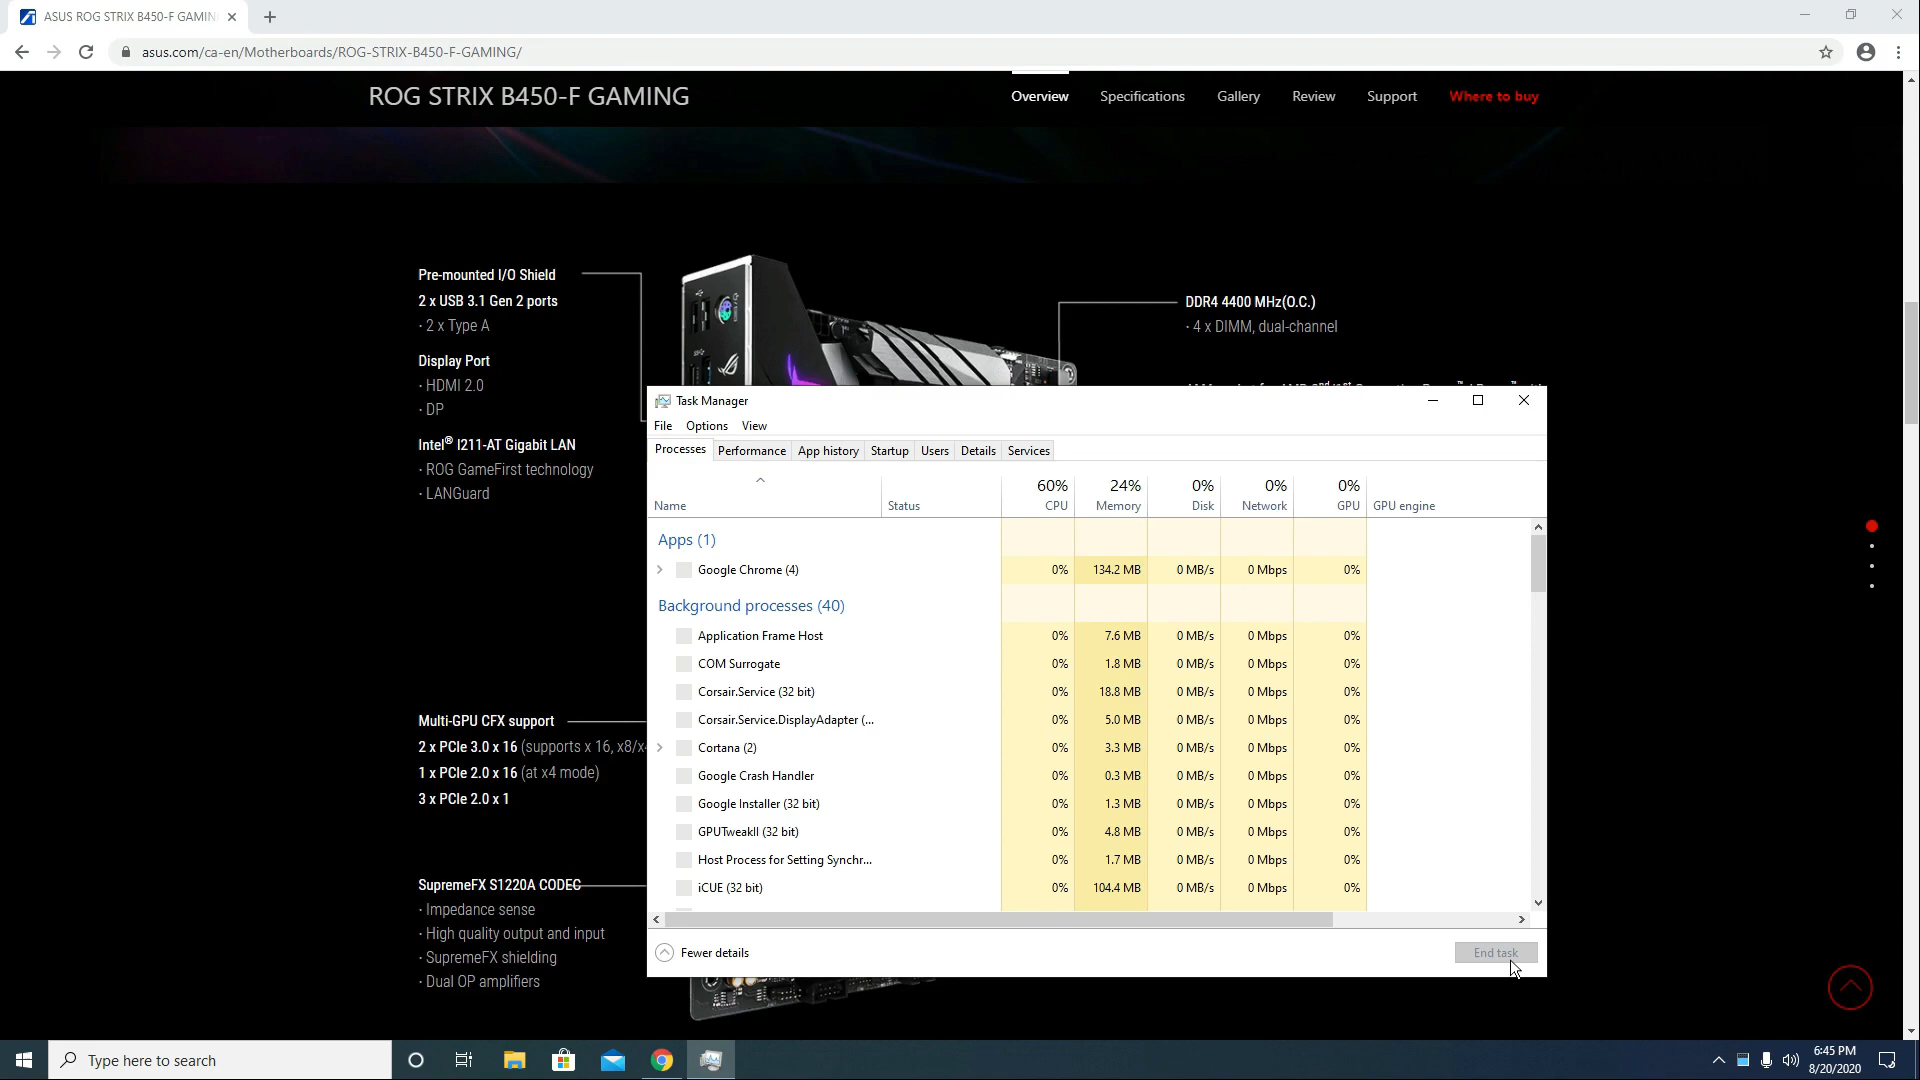 ASUS ROG STRIX B450-F GAMIN
asus.com/ca-en/Motherboards/ROG-STRIX-B450-F-GAMING/
ROG STRIX B450-F GAMING
Overview
Specifications
Gallery
Review
Support
Where to buy
Pre-mounted I/O Shield
2 x USB 3.1 Gen 2 ports
· 2 x Type A
Display Port
· HDMI 2.0
· DP
Intel® I211-AT Gigabit LAN
· ROG GameFirst technology
· LANGuard
Multi-GPU CFX support
2 x PCIe 3.0 x 16 (supports x 16, x8/x4
1 x PCIe 2.0 x 16 (at x4 mode)
3 x PCIe 2.0 x 1
SupremeFX S1220A CODEC
· Impedance sense
· High quality output and input
· SupremeFX shielding
· Dual OP amplifiers
DDR4 4400 MHz(O.C.)
· 4 x DIMM, dual-channel
Task Manager
File Options View
Processes Performance App history Startup Users Details Services
60% 24% 0% 0% 0%
Name Status CPU Memory Disk Network GPU GPU engine
Apps (1)
Google Chrome (4) 0% 134.2 MB 0 MB/s 0 Mbps 0%
Background processes (40)
Application Frame Host 0% 7.6 MB 0 MB/s 0 Mbps 0%
COM Surrogate 0% 1.8 MB 0 MB/s 0 Mbps 0%
Corsair.Service (32 bit) 0% 18.8 MB 0 MB/s 0 Mbps 0%
Corsair.Service.DisplayAdapter (... 0% 5.0 MB 0 MB/s 0 Mbps 0%
Cortana (2) 0% 3.3 MB 0 MB/s 0 Mbps 0%
Google Crash Handler 0% 0.3 MB 0 MB/s 0 Mbps 0%
Google Installer (32 bit) 0% 1.3 MB 0 MB/s 0 Mbps 0%
GPUTweakII (32 bit) 0% 4.8 MB 0 MB/s 0 Mbps 0%
Host Process for Setting Synchr... 0% 1.7 MB 0 MB/s 0 Mbps 0%
iCUE (32 bit) 0% 104.4 MB 0 MB/s 0 Mbps 0%
Fewer details
End task
Type here to search
6:45 PM
8/20/2020